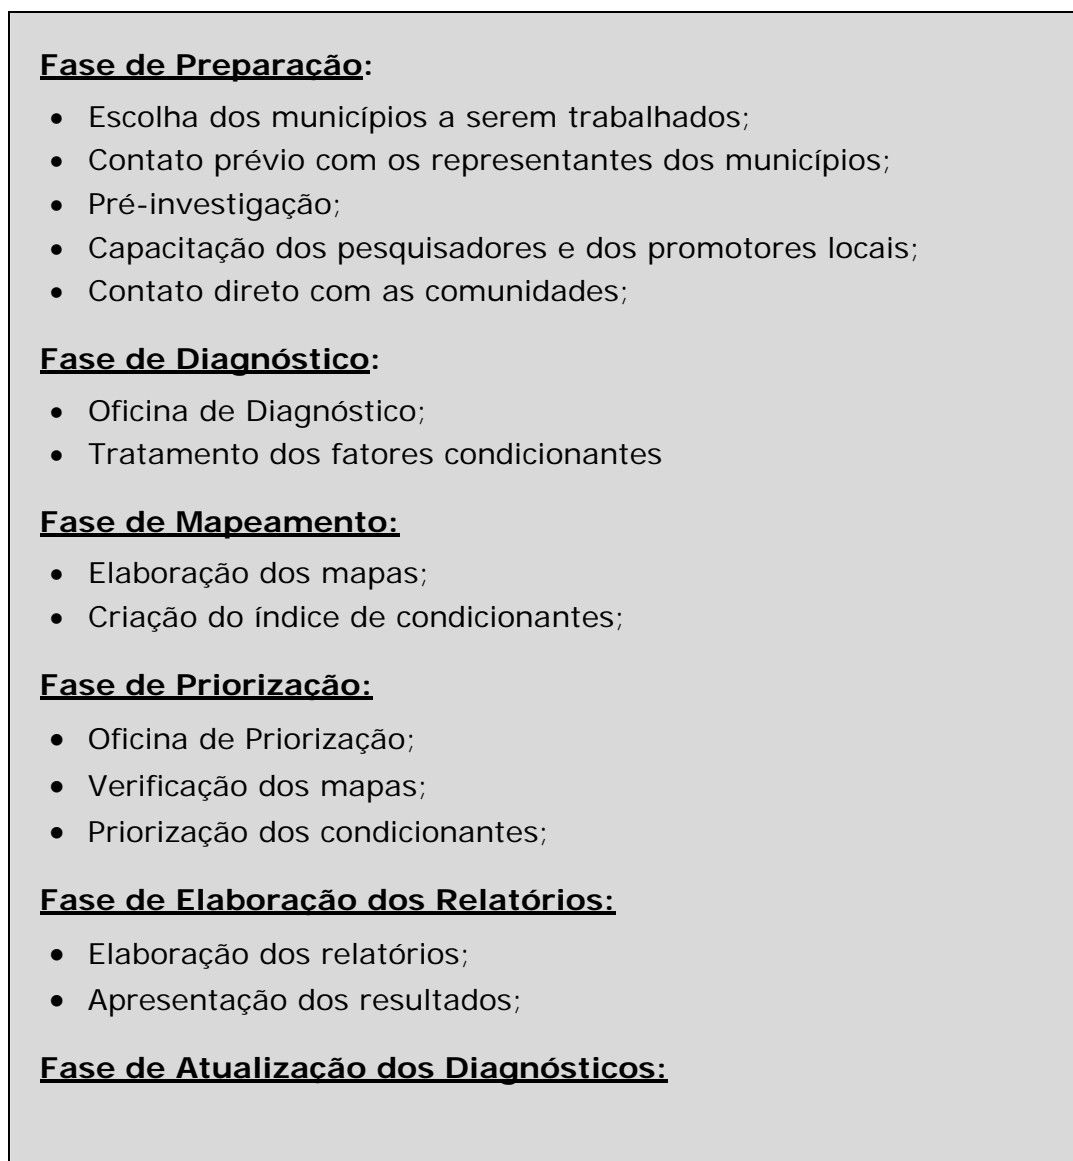 Fase de Preparação:
• Escolha dos municípios a serem trabalhados;
• Contato prévio com os representantes dos municípios;
• Pré-investigação;
• Capacitação dos pesquisadores e dos promotores locais;
• Contato direto com as comunidades;
Fase de Diagnóstico:
• Oficina de Diagnóstico;
• Tratamento dos fatores condicionantes
Fase de Mapeamento:
• Elaboração dos mapas;
• Criação do índice de condicionantes;
Fase de Priorização:
• Oficina de Priorização;
• Verificação dos mapas;
• Priorização dos condicionantes;
Fase de Elaboração dos Relatórios:
• Elaboração dos relatórios;
• Apresentação dos resultados;
Fase de Atualização dos Diagnósticos: